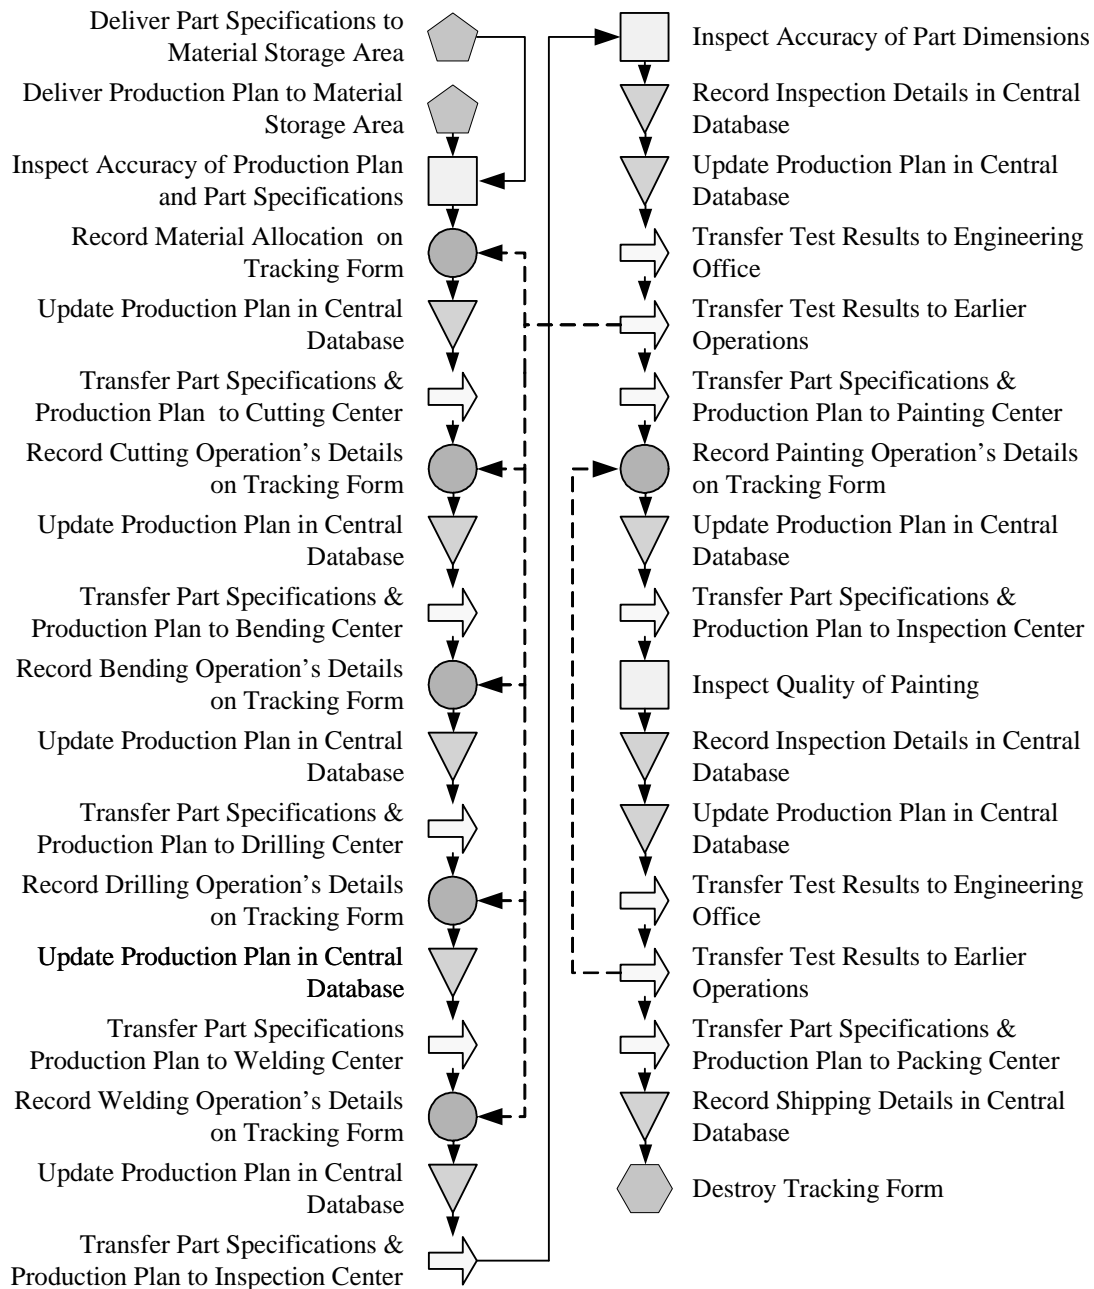 Deliver Part Specifications to
Material Storage Area
Deliver Production Plan to Material
Storage Area
Inspect Accuracy of Production Plan
and Part Specifications
Record Material Allocation on
Tracking Form
Update Production Plan in Central
Database
Transfer Part Specifications &
Production Plan to Cutting Center
Record Cutting Operation’s Details
on Tracking Form
Update Production Plan in Central
Database
Transfer Part Specifications &
Production Plan to Bending Center
Record Bending Operation’s Details
on Tracking Form
Update Production Plan in Central
Database
Transfer Part Specifications &
Production Plan to Drilling Center
Record Drilling Operation’s Details
on Tracking Form
Update Production Plan in Central
Database
Transfer Part Specifications
Production Plan to Welding Center
Record Welding Operation’s Details
on Tracking Form
Update Production Plan in Central
Database
Transfer Part Specifications &
Production Plan to Inspection Center
Inspect Accuracy of Part Dimensions
Record Inspection Details in Central
Database
Update Production Plan in Central
Database
Transfer Test Results to Engineering
Office
Transfer Test Results to Earlier
Operations
Transfer Part Specifications &
Production Plan to Painting Center
Record Painting Operation’s Details
on Tracking Form
Update Production Plan in Central
Database
Transfer Part Specifications &
Production Plan to Inspection Center
Inspect Quality of Painting
Record Inspection Details in Central
Database
Update Production Plan in Central
Database
Transfer Test Results to Engineering
Office
Transfer Test Results to Earlier
Operations
Transfer Part Specifications &
Production Plan to Packing Center
Record Shipping Details in Central
Database
Destroy Tracking Form